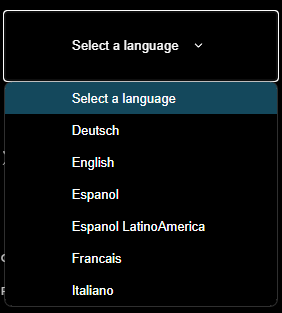 Select a language
Select a language
Deutsch
English
Espanol
Espanol LatinoAmerica
Francais
Italiano